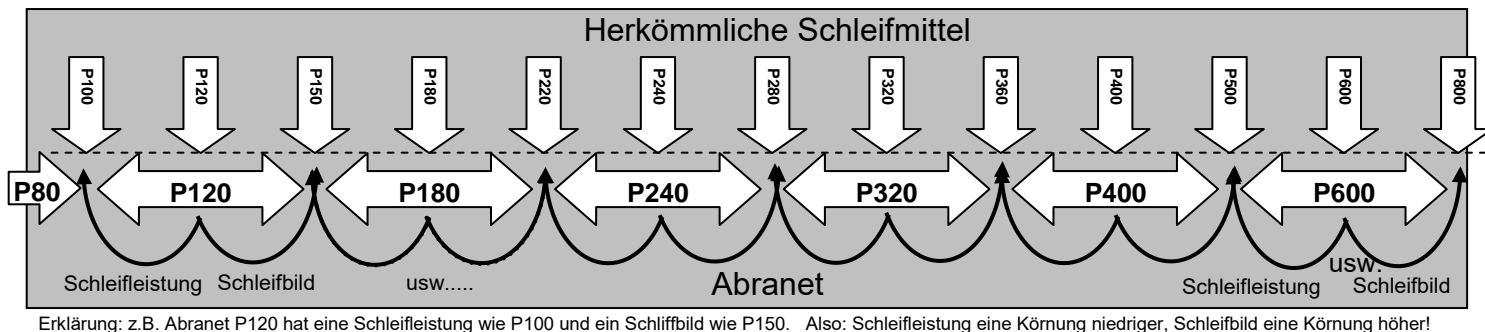 Herkömmliche Schleifmittel
P100 P120 P150 P180 P220 P240 P280 P320 P360 P400 P500 P600 P800
P80 P120 P180 P240 P320 P400 P600
Schleifleistung Schleifbild usw..... Abranet Schleifleistung usw. Schleifbild
Erklärung: z.B. Abranet P120 hat eine Schleifleistung wie P100 und ein Schliffbild wie P150. Also: Schleifleistung eine Körnung niedriger, Schleifbild eine Körnung höher!